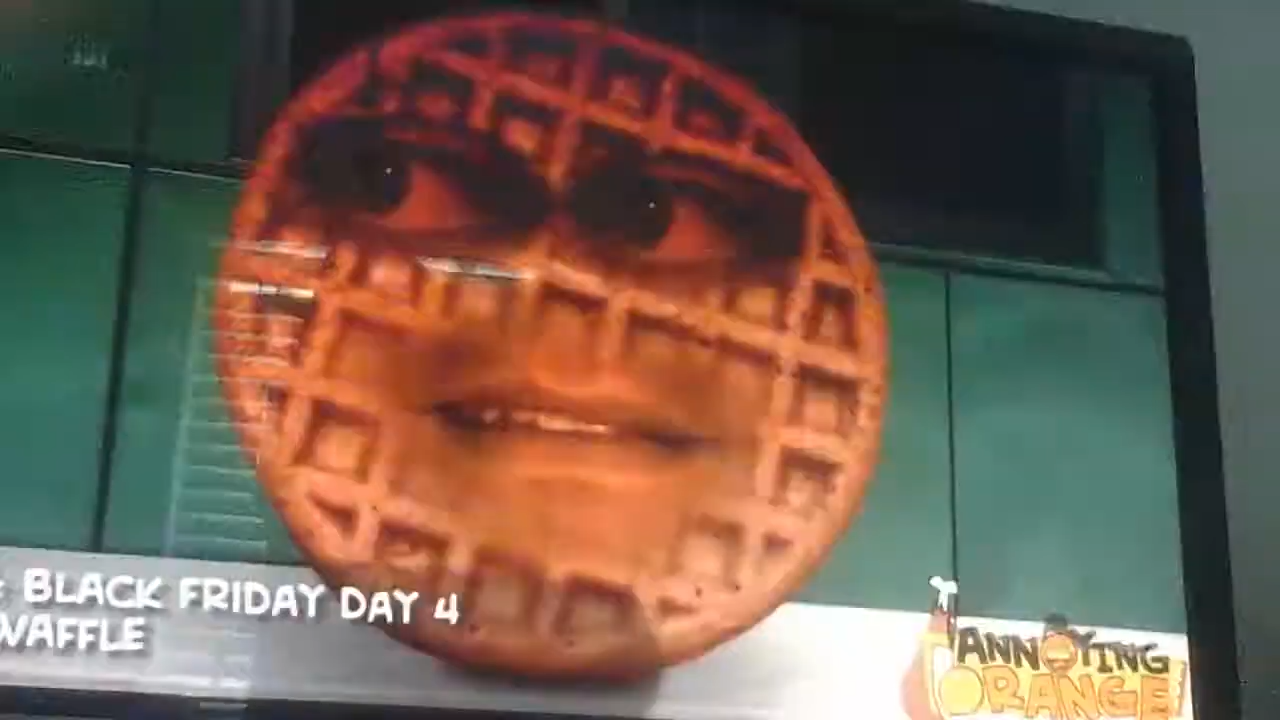 : BLACK FRIDAY DAY 4
WAFFLE
ANNOYING
ORANGE